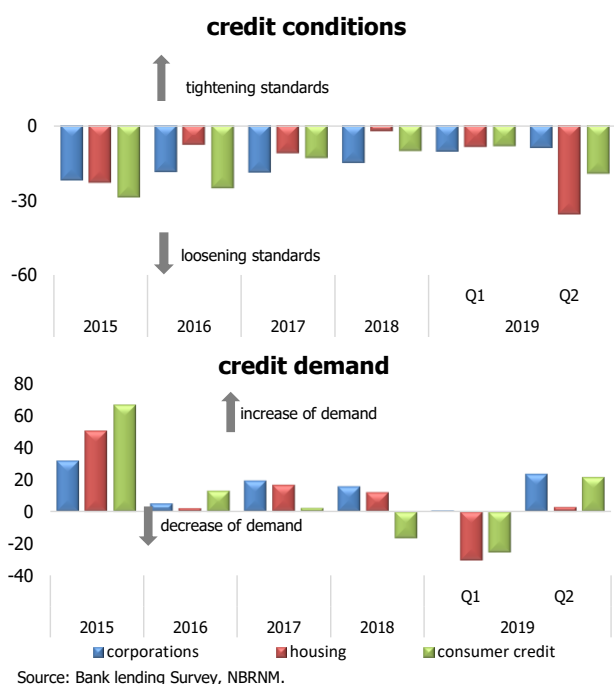 credit conditions
tightening standards
0
-30
loosening standards
-60
Q1 Q2
2015 2016 2017 2018 2019
credit demand
80
increase of demand
60
40
20
0
decrease of demand
-20
-40
Q1 Q2
2015 2016 2017 2018 2019
corporations housing consumer credit
Source: Bank lending Survey, NBRNM.